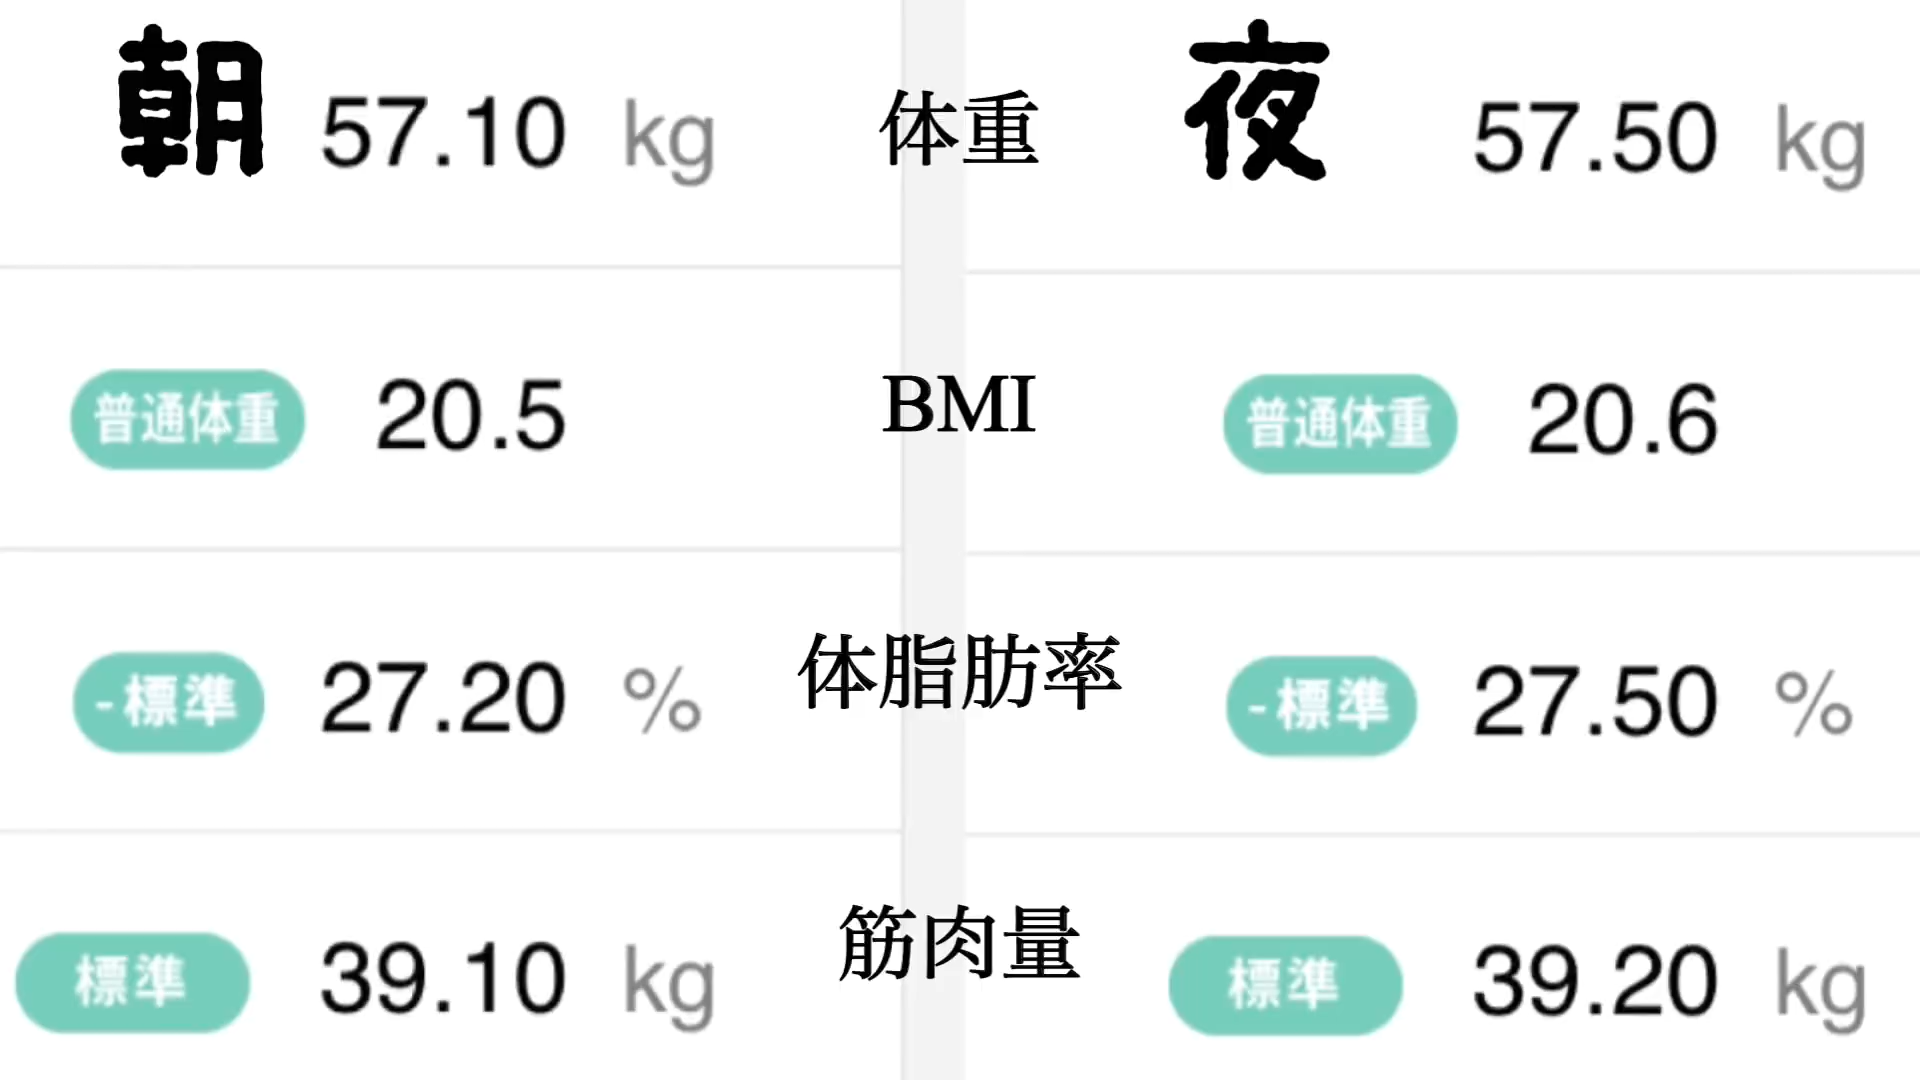 朝 57.10 kg 体重 夜 57.50 kg
普通体重 20.5 BMI 普通体重 20.6
-標準 27.20 % 体脂肪率 -標準 27.50 %
標準 39.10 kg 筋肉量 標準 39.20 kg